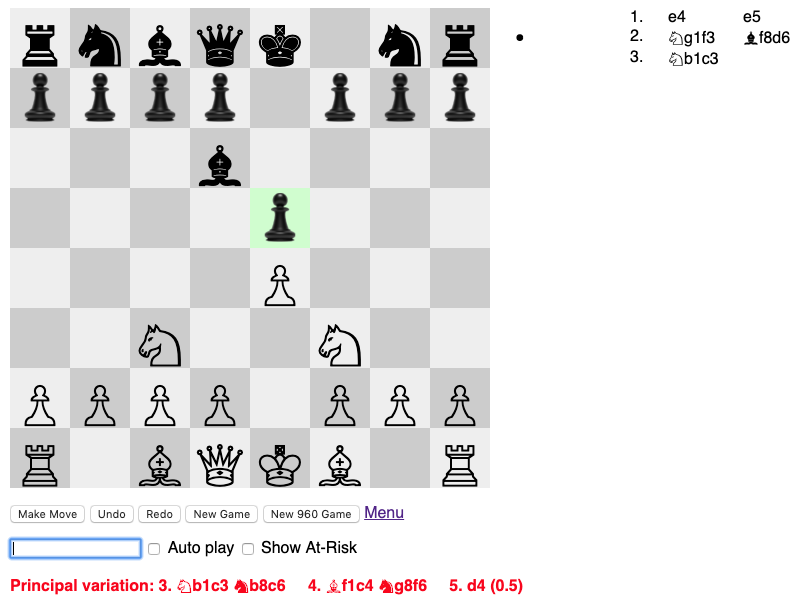 1. e4 e5
2. ♘g1f3 ♝f8d6
3. ♘b1c3
Make Move Undo Redo New Game New 960 Game Menu
Auto play Show At-Risk
Principal variation: 3. ♘b1c3 ♞b8c6 4. ♗f1c4 ♞g8f6 5. d4 (0.5)